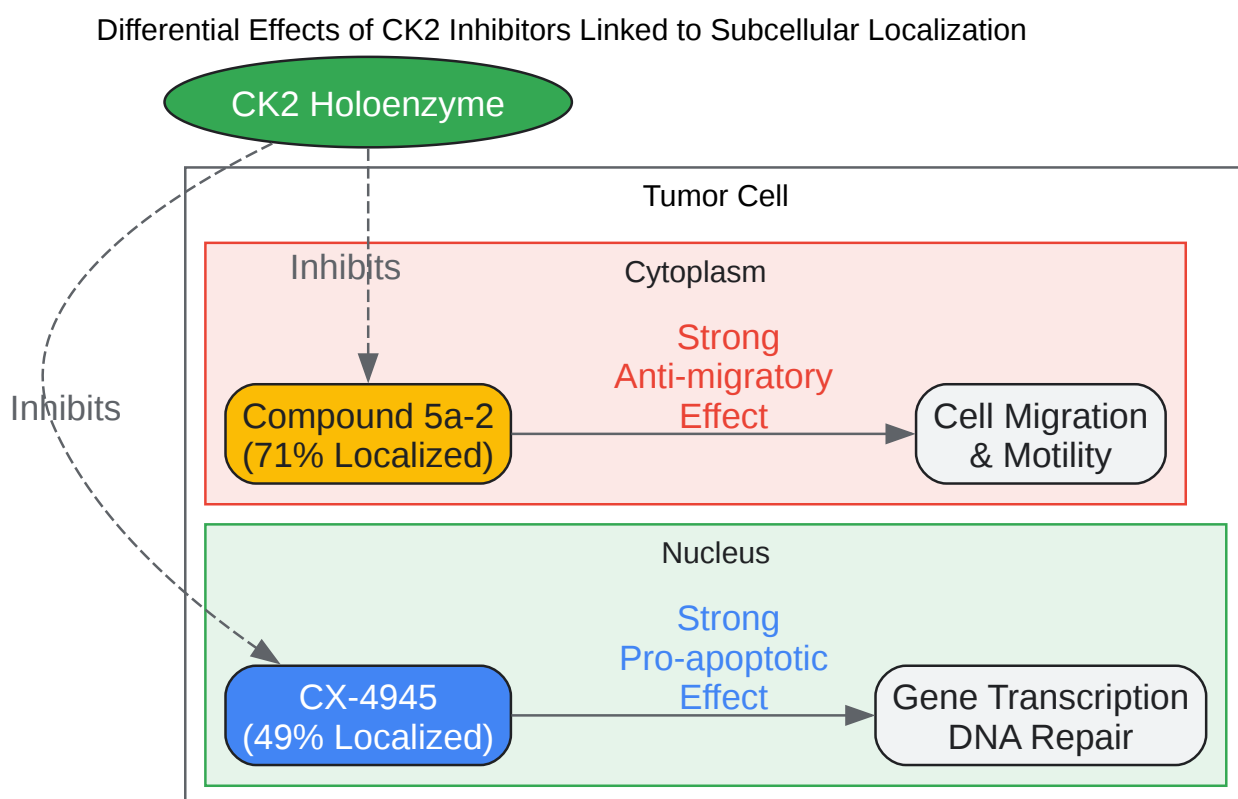 Differential Effects of CK2 Inhibitors Linked to Subcellular Localization
CK2 Holoenzyme
Tumor Cell
Inhibits
Cytoplasm
Strong
Anti-migratory
Effect
Compound 5a-2
(71% Localized)
Cell Migration
& Motility
Inhibits
Nucleus
Strong
Pro-apoptotic
Effect
CX-4945
(49% Localized)
Gene Transcription
DNA Repair